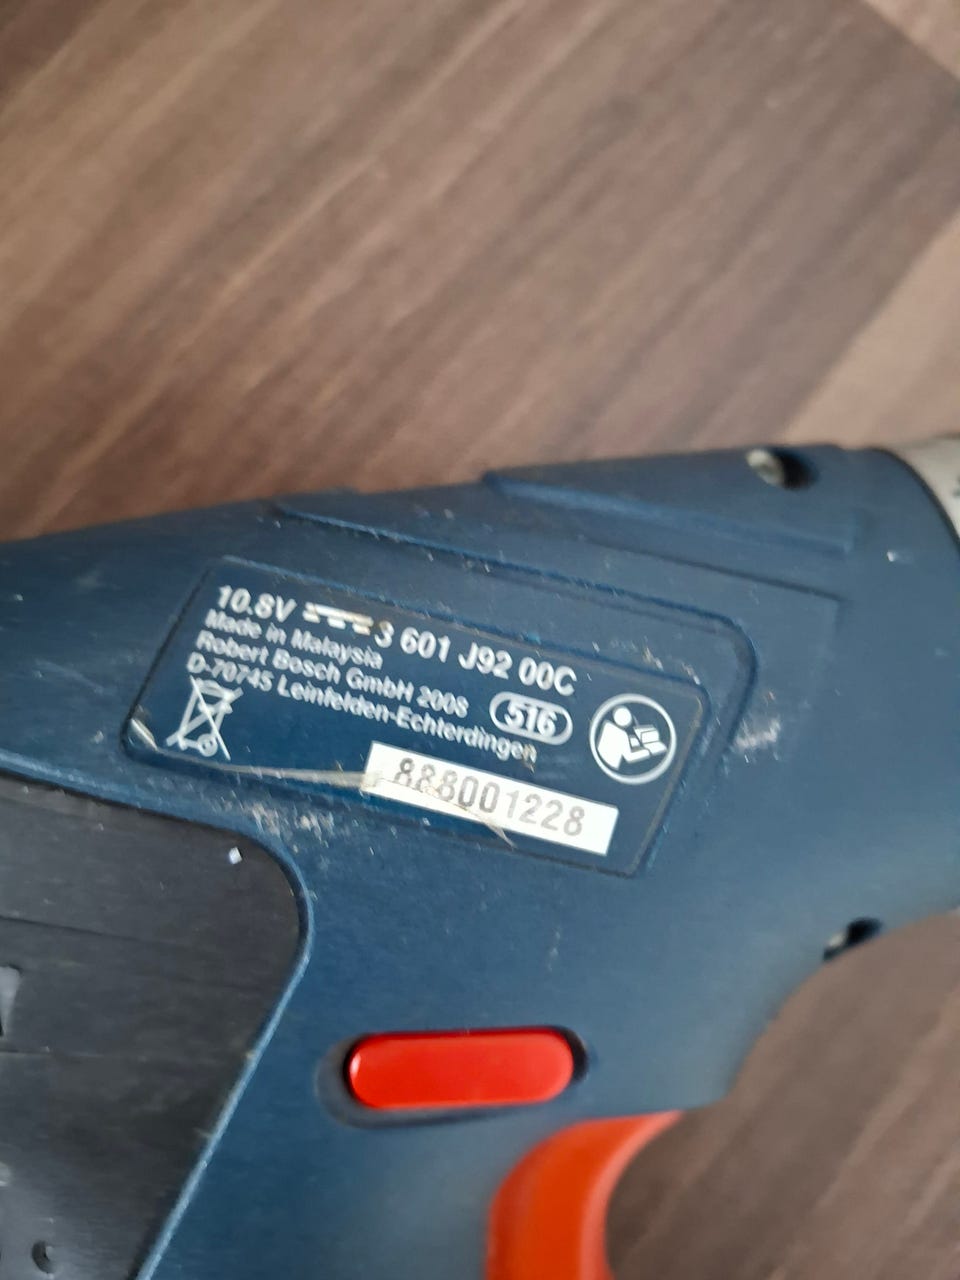 10.8V 3 601 J92 00C
Made in Malaysia
Robert Bosch GmbH 2008
D-70745 Leinfelden-Echterdingen
516
888001228